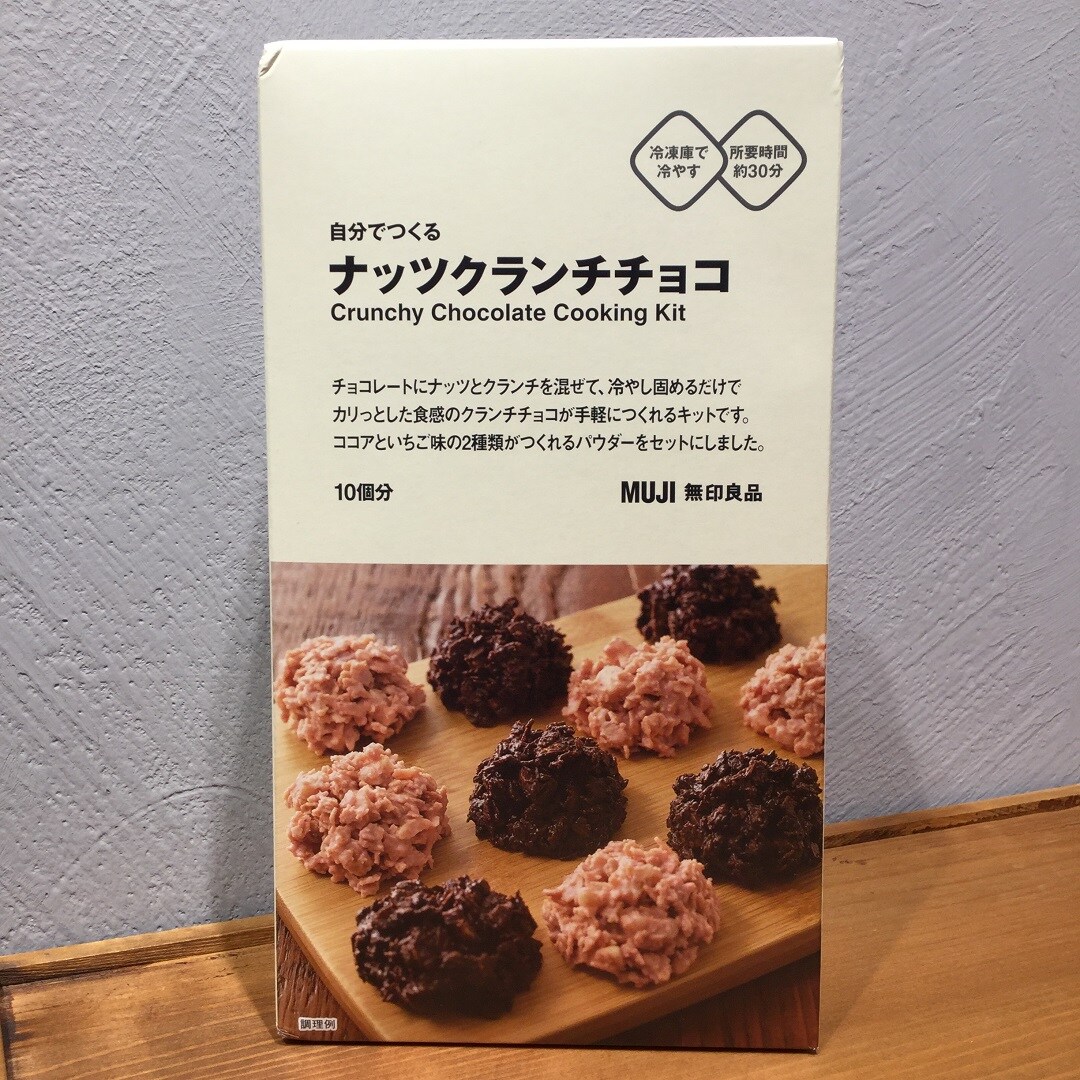 冷凍庫で
冷やす
所要時間
約30分
自分でつくる
ナッツクランチチョコ
Crunchy Chocolate Cooking Kit
チョコレートにナッツとクランチを混ぜて、冷やし固めるだけで
カリっとした食感のクランチチョコが手軽につくれるキットです。
ココアといちご味の2種類がつくれるパウダーをセットにしました。
10個分
MUJI 無印良品
調理例